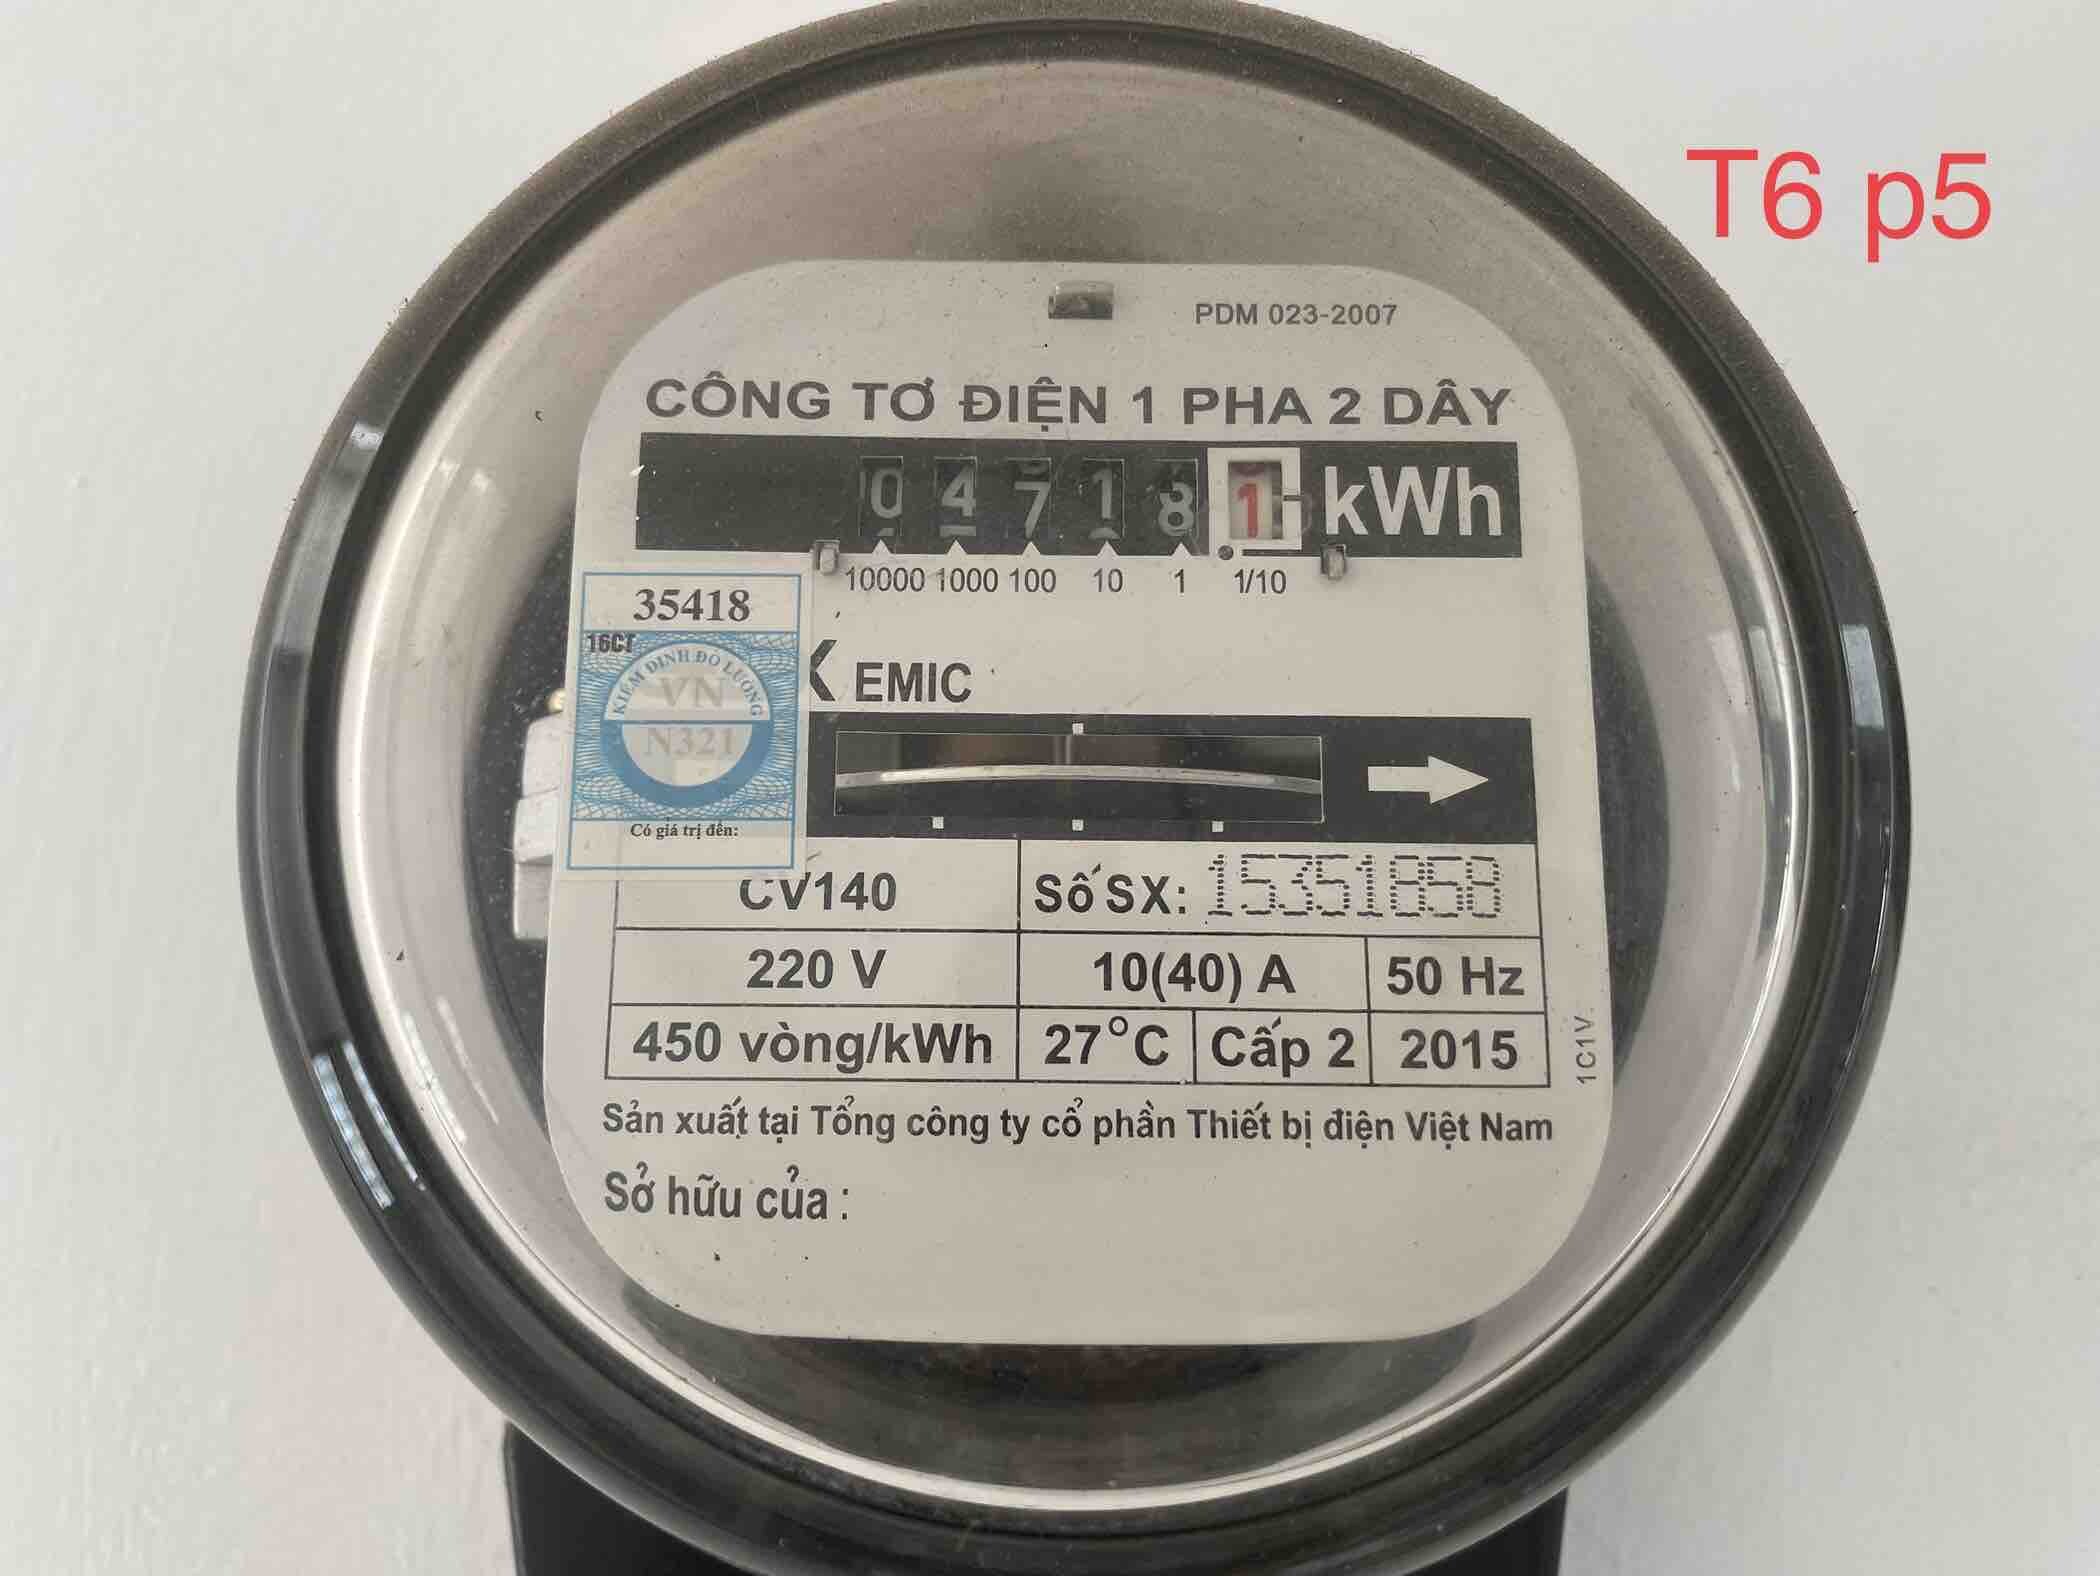 T6 p5
PDM 023-2007
CÔNG TƠ ĐIỆN 1 PHA 2 DÂY
0 4 7 1 8 1 kWh
10000 1000 100 10 1 1/10
35418
16CT
KIỂM ĐỊNH ĐO LƯỜNG
VN
N321
Có giá trị đến:
EMIC
CV140 Số SX: 15351858
220 V 10(40) A 50 Hz
450 vòng/kWh 27°C Cấp 2 2015
1C1V.
Sản xuất tại Tổng công ty cổ phần Thiết bị điện Việt Nam
Sở hữu của :